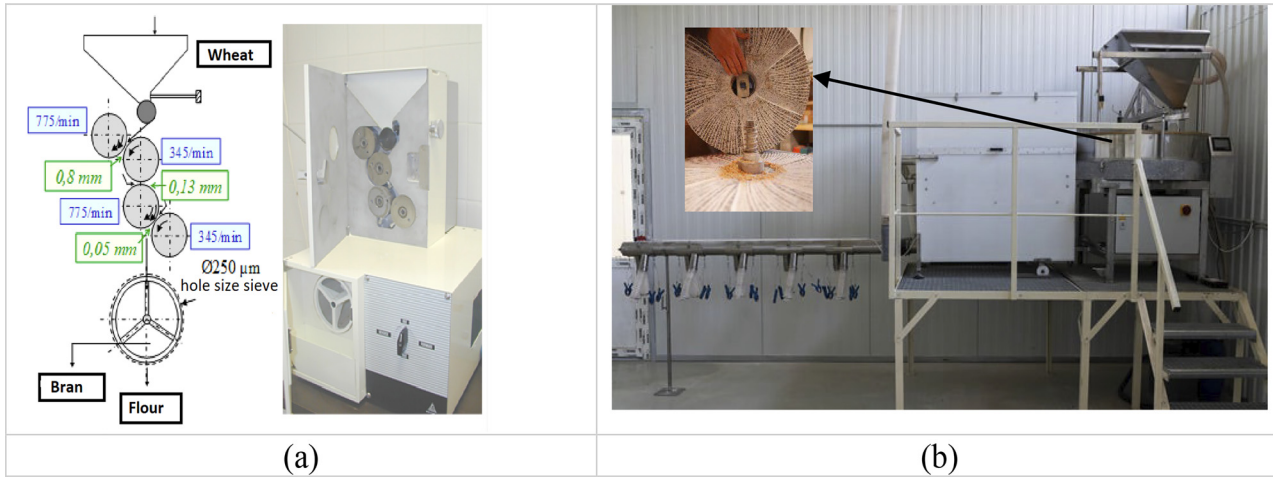 Wheat
775/min
345/min
0,8 mm
0,13 mm
775/min
345/min
0,05 mm
Ø250 µm
hole size sieve
Bran
Flour
(a)
(b)